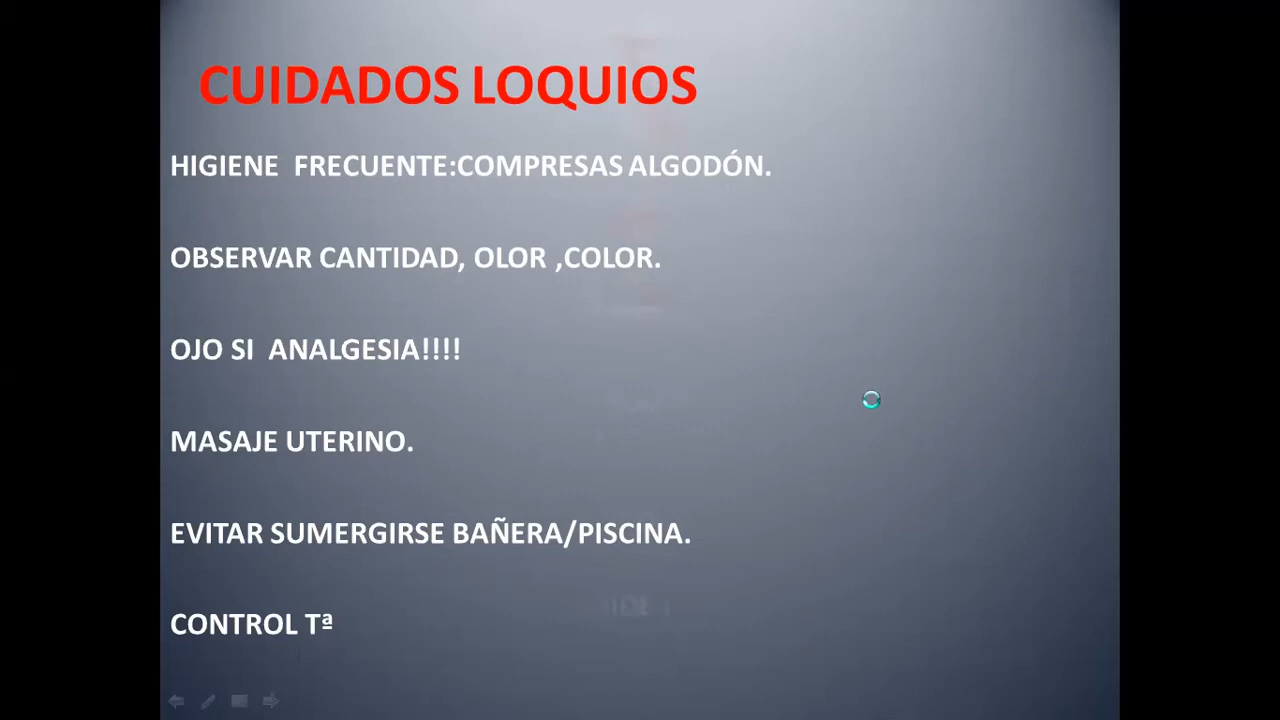 CUIDADOS LOQUIOS
HIGIENE FRECUENTE:COMPRESAS ALGODÓN.
OBSERVAR CANTIDAD, OLOR ,COLOR.
OJO SI ANALGESIA!!!!
MASAJE UTERINO.
EVITAR SUMERGIRSE BAÑERA/PISCINA.
CONTROL Tª